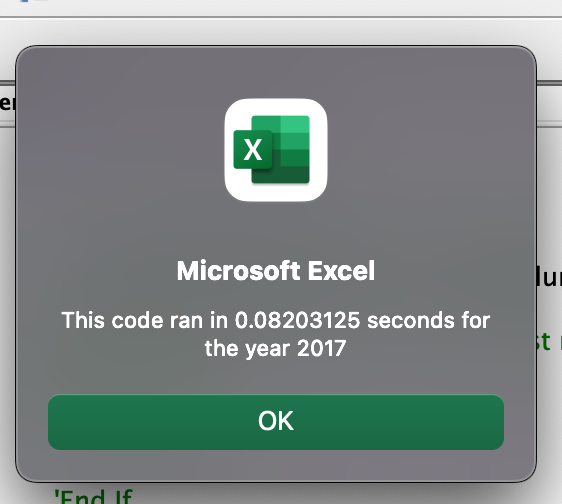 X
Microsoft Excel
This code ran in 0.08203125 seconds for
the year 2017
OK
'End If